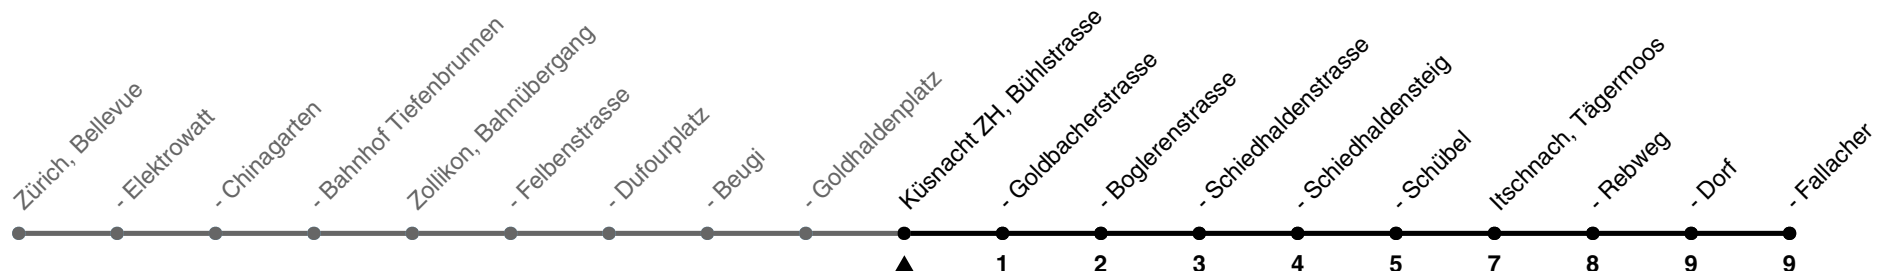 Zürich, Bellevue
- Elektrowatt
- Chinagarten
- Bahnhof Tiefenbrunnen
Zollikon, Bahnübergang
- Felbenstrasse
- Dufourplatz
- Beugi
- Goldhaldenplatz
Küsnacht ZH, Bühlstrasse
- Goldbacherstrasse
- Boglerenstrasse
- Schiedhaldenstrasse
- Schiedhaldensteig
- Schübel
Itschnach, Tägermoos
- Rebweg
- Dorf
- Fallacher
1 2 3 4 5 7 8 9 9